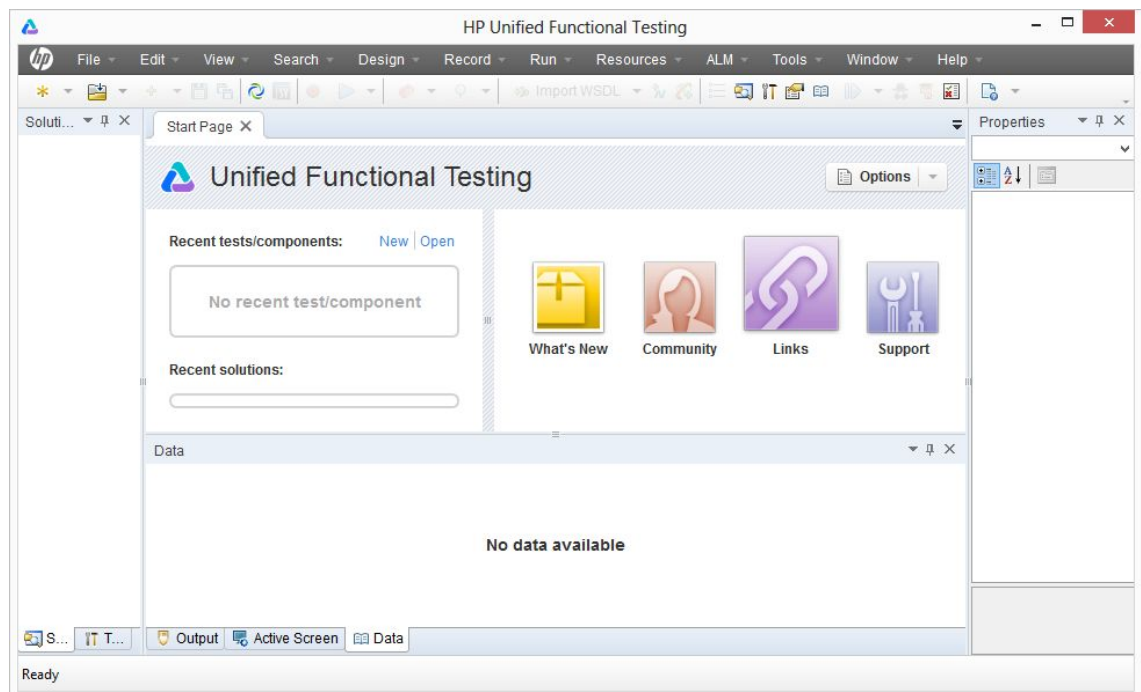 HP Unified Functional Testing
hp File Edit View Search Design Record Run Resources ALM Tools Window Help
Import WSDL
Soluti...
Start Page
Properties
Unified Functional Testing
Options
Recent tests/components: New Open
No recent test/component
What's New Community Links Support
Recent solutions:
Data
No data available
S... T... Output Active Screen Data
Ready